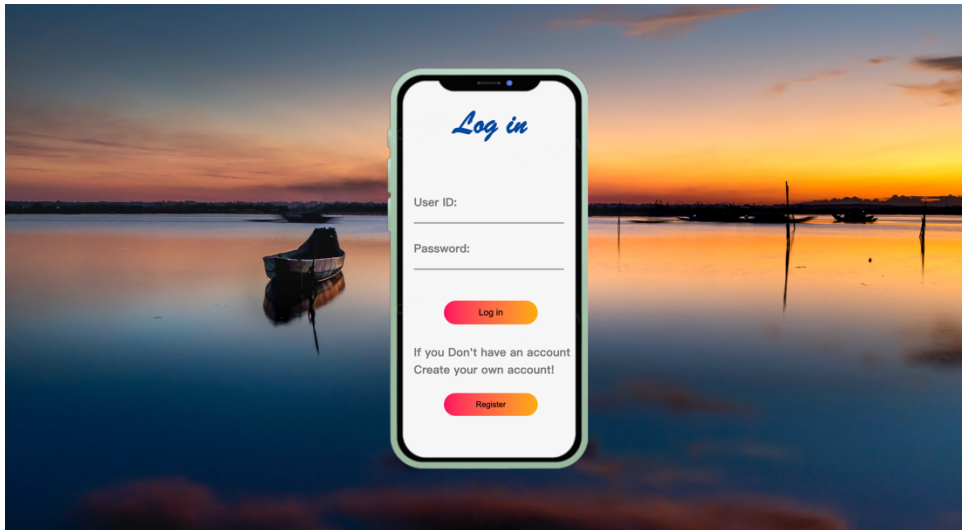 Log in
User ID:
Password:
Log in
If you Don't have an account
Create your own account!
Register